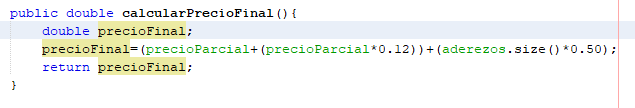 public double calcularPrecioFinal(){
double precioFinal;
precioFinal=(precioParcial+(precioParcial*0.12))+(aderezos.size()*0.50);
return precioFinal;
}